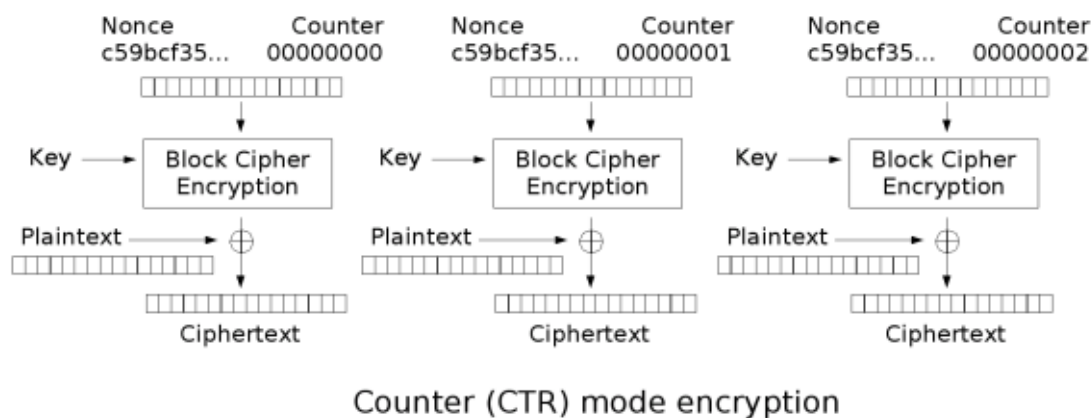 Nonce Counter Nonce Counter Nonce Counter
c59bcf35... 00000000 c59bcf35... 00000001 c59bcf35... 00000002
Key Block Cipher Key Block Cipher Key Block Cipher
Encryption Encryption Encryption
Plaintext Plaintext Plaintext
Ciphertext Ciphertext Ciphertext
Counter (CTR) mode encryption